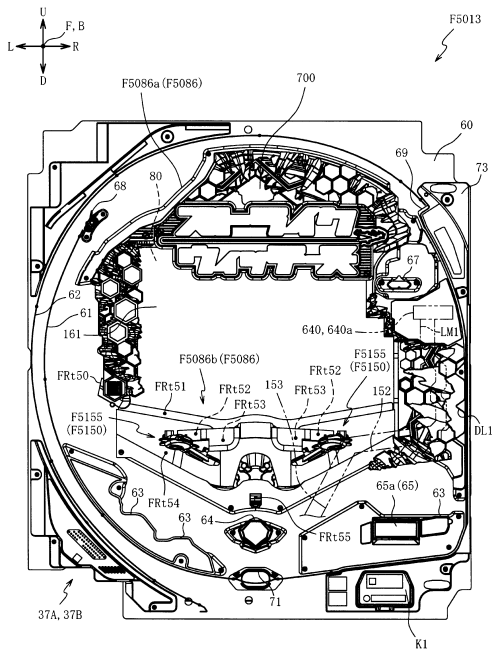 U
F,B
L
R
D
F5013
F5086a (F5086)
700
60
69
73
80
68
67
62
61
161
640, 640a
LM1
F5086b (F5086)
FRt50
FRt51
FRt52
FRt53
153
FRt53
FRt52
F5155
(F5150)
152
F5155
(F5150)
DL1
FRt54
65a (65)
63
63
63
64
FRt55
37A, 37B
71
K1